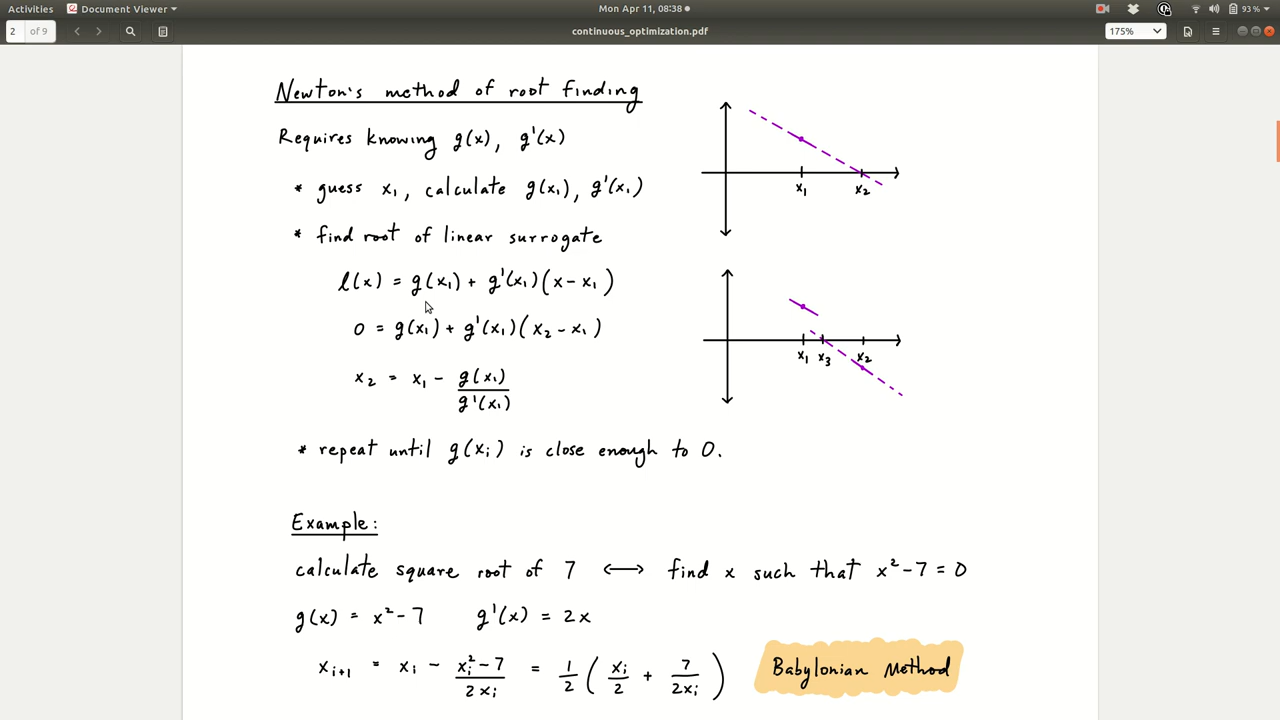 Activities Document Viewer Mon Apr 11, 08:38 93 %
2 of 9 continuous_optimization.pdf 175%
Newton's method of root finding
Requires knowing g(x), g'(x)
* guess x₁, calculate g(x₁), g'(x₁)
* find root of linear surrogate
l(x) = g(x₁) + g'(x₁)(x - x₁)
0 = g(x₁) + g'(x₁)(x₂ - x₁)
x₂ = x₁ - g(x₁) / g'(x₁)
* repeat until g(xᵢ) is close enough to 0.
x₁ x₂
x₁ x₃ x₂
Example:
calculate square root of 7 ⟷ find x such that x² - 7 = 0
g(x) = x² - 7 g'(x) = 2x
xᵢ₊₁ = xᵢ - (xᵢ² - 7) / (2xᵢ) = 1/2 (xᵢ/2 + 7/(2xᵢ)) Babylonian Method